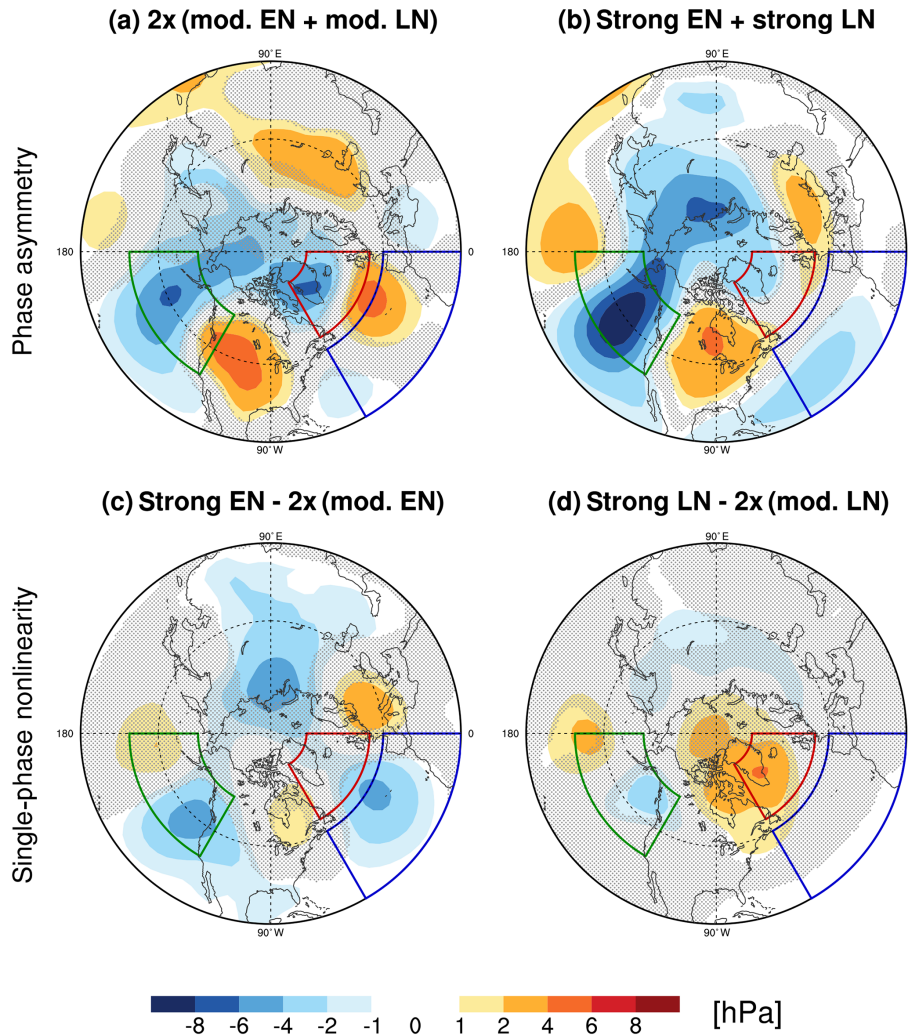 (a) 2x (mod. EN + mod. LN)
(b) Strong EN + strong LN
Phase asymmetry
90° E
180
0
90° W
90° E
180
0
90° W
(c) Strong EN - 2x (mod. EN)
(d) Strong LN - 2x (mod. LN)
Single-phase nonlinearity
90° E
180
0
90° W
90° E
180
0
90° W
-8 -6 -4 -2 -1 0 1 2 4 6 8 [hPa]